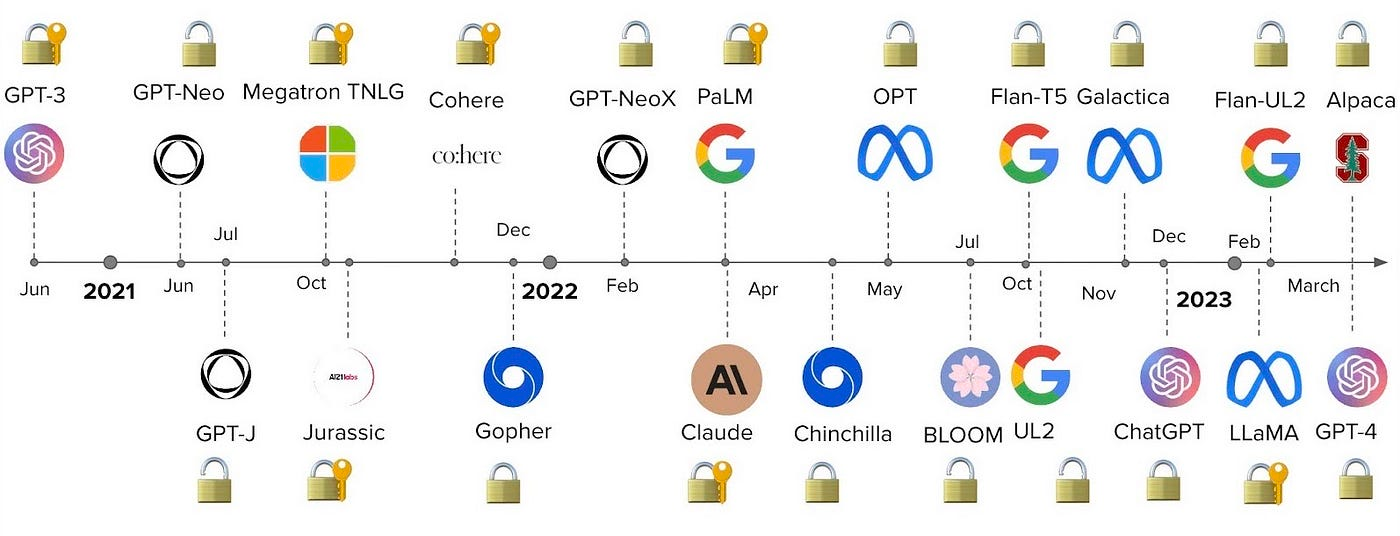 GPT-3
GPT-Neo
Megatron TNLG
Cohere
GPT-NeoX
PaLM
OPT
Flan-T5
Galactica
Flan-UL2
Alpaca
co:here
S
Jul
Dec
Jul
Dec
Feb
Jun
2021
Jun
Oct
2022
Feb
Apr
May
Oct
Nov
2023
March
AI21labs
AI
GPT-J
Jurassic
Gopher
Claude
Chinchilla
BLOOM
UL2
ChatGPT
LLaMA
GPT-4